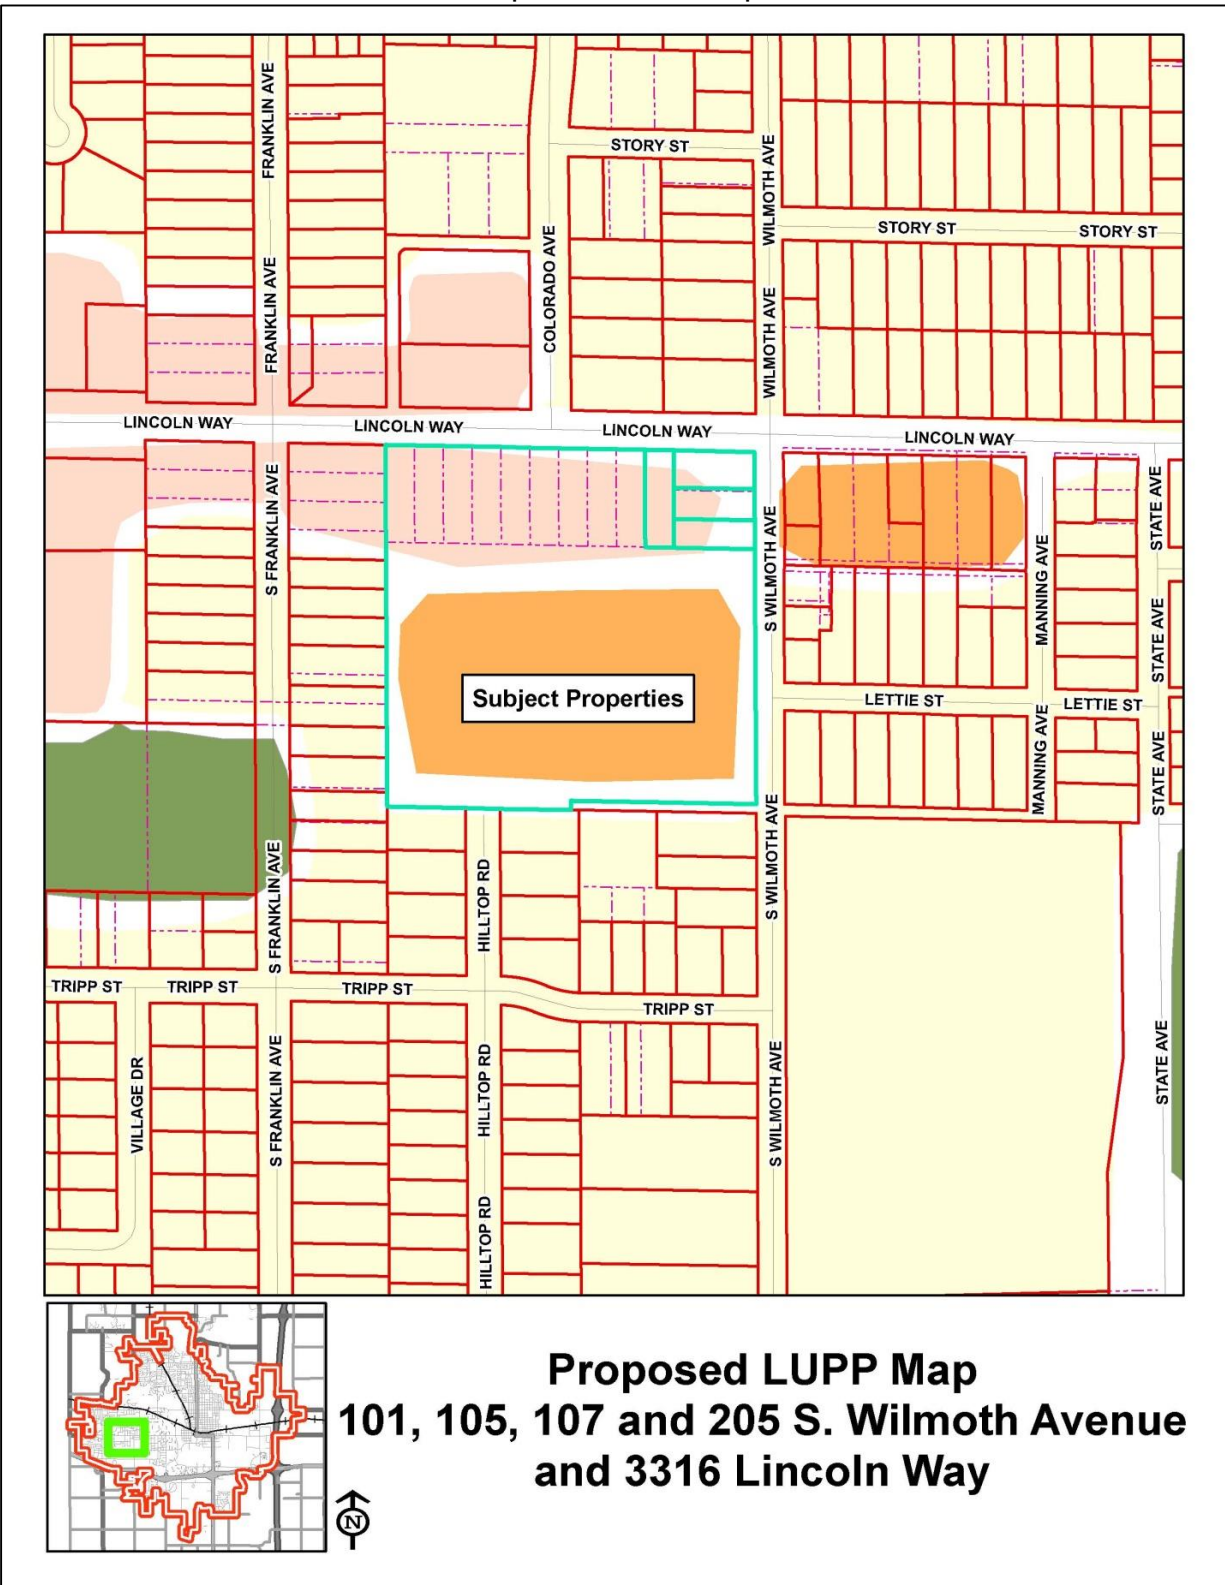 FRANKLIN AVE
STORY ST
WILMOTH AVE
STORY ST
STORY ST
COLORADO AVE
FRANKLIN AVE
WILMOTH AVE
LINCOLN WAY
LINCOLN WAY
LINCOLN WAY
LINCOLN WAY
S FRANKLIN AVE
S WILMOTH AVE
MANNING AVE
STATE AVE
STATE AVE
Subject Properties
LETTIE ST
LETTIE ST
MANNING AVE
STATE AVE
S FRANKLIN AVE
HILLTOP RD
S WILMOTH AVE
TRIPP ST
TRIPP ST
TRIPP ST
TRIPP ST
VILLAGE DR
S FRANKLIN AVE
HILLTOP RD
S WILMOTH AVE
STATE AVE
HILLTOP RD
Proposed LUPP Map
101, 105, 107 and 205 S. Wilmoth Avenue
and 3316 Lincoln Way
N